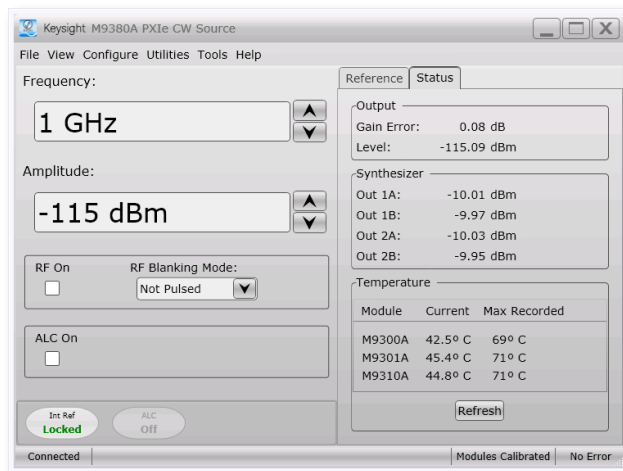 Keysight M9380A PXIe CW Source
File View Configure Utilities Tools Help
Frequency:
1 GHz
Amplitude:
-115 dBm
RF On RF Blanking Mode:
Not Pulsed
ALC On
Int Ref
Locked
ALC
Off
Reference Status
Output
Gain Error: 0.08 dB
Level: -115.09 dBm
Synthesizer
Out 1A: -10.01 dBm
Out 1B: -9.97 dBm
Out 2A: -10.03 dBm
Out 2B: -9.95 dBm
Temperature
Module Current Max Recorded
M9300A 42.5º C 69º C
M9301A 45.4º C 71º C
M9310A 44.8º C 71º C
Refresh
Connected Modules Calibrated No Error